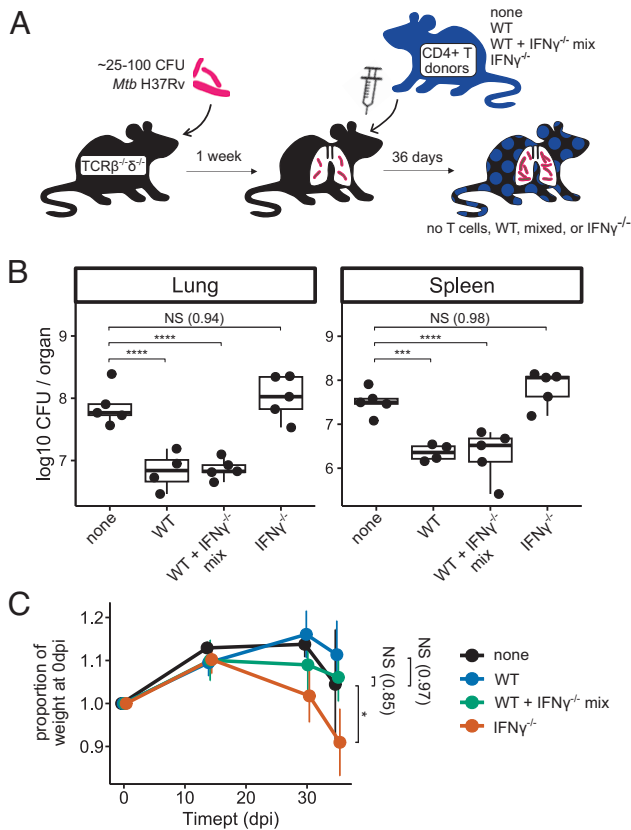 A
none
WT
WT + IFNγ-/- mix
IFNγ-/-
CD4+ T
donors
~25-100 CFU
Mtb H37Rv
TCRβ-/-δ-/-
1 week
36 days
no T cells, WT, mixed, or IFNγ-/-
B
Lung
Spleen
NS (0.94)
****
****
NS (0.98)
****
***
log10 CFU / organ
9
8
7
9
8
7
6
none
WT
WT + IFNγ-/-
mix
IFNγ-/-
none
WT
WT + IFNγ-/-
mix
IFNγ-/-
C
proportion of
weight at 0dpi
1.2
1.1
1.0
0.9
0
10
20
30
Timept (dpi)
*
NS (0.85)
NS (0.97)
none
WT
WT + IFNγ-/- mix
IFNγ-/-